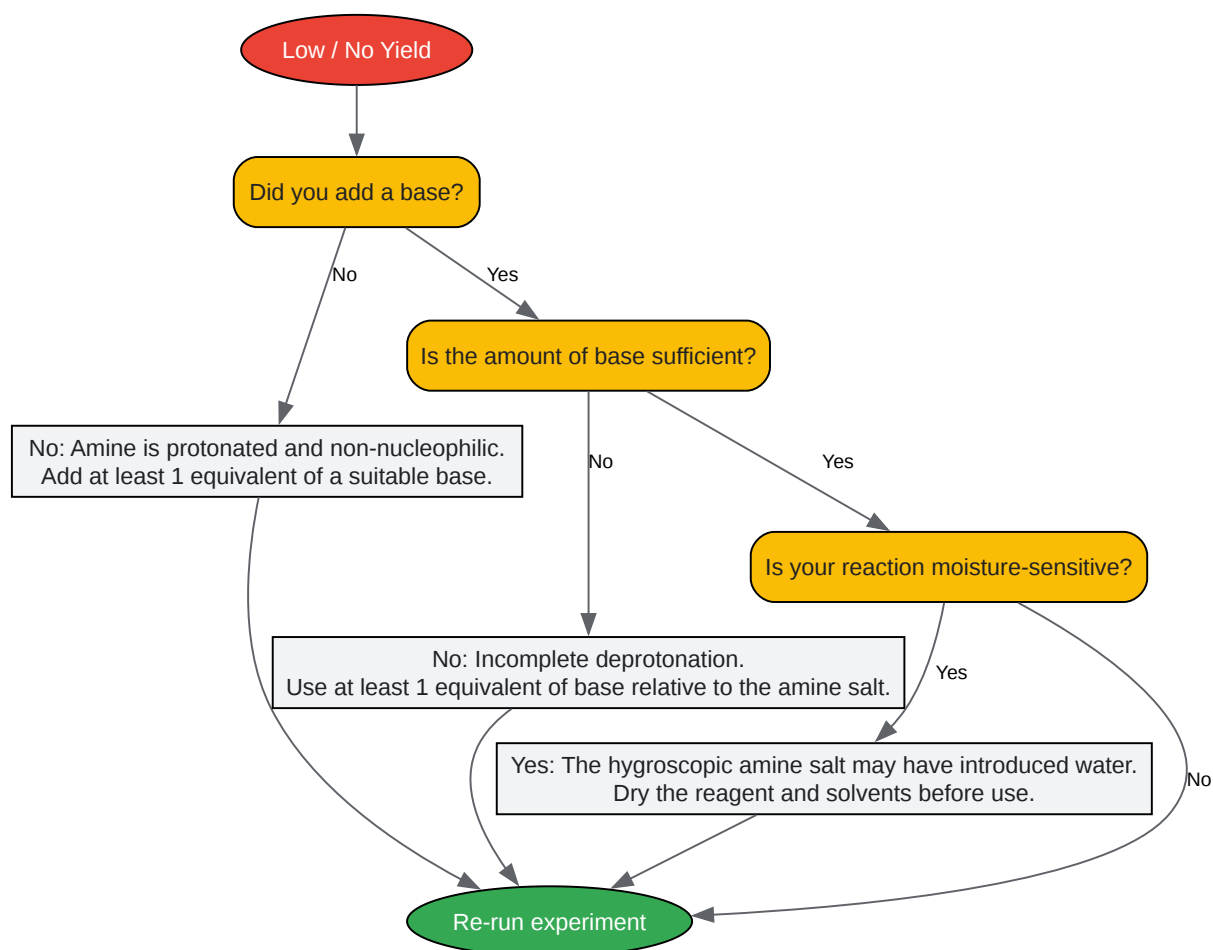 Low / No Yield
Did you add a base?
No
Yes
Is the amount of base sufficient?
No: Amine is protonated and non-nucleophilic.
Add at least 1 equivalent of a suitable base.
No
Yes
Is your reaction moisture-sensitive?
No: Incomplete deprotonation.
Use at least 1 equivalent of base relative to the amine salt.
Yes
Yes: The hygroscopic amine salt may have introduced water.
Dry the reagent and solvents before use.
No
Re-run experiment